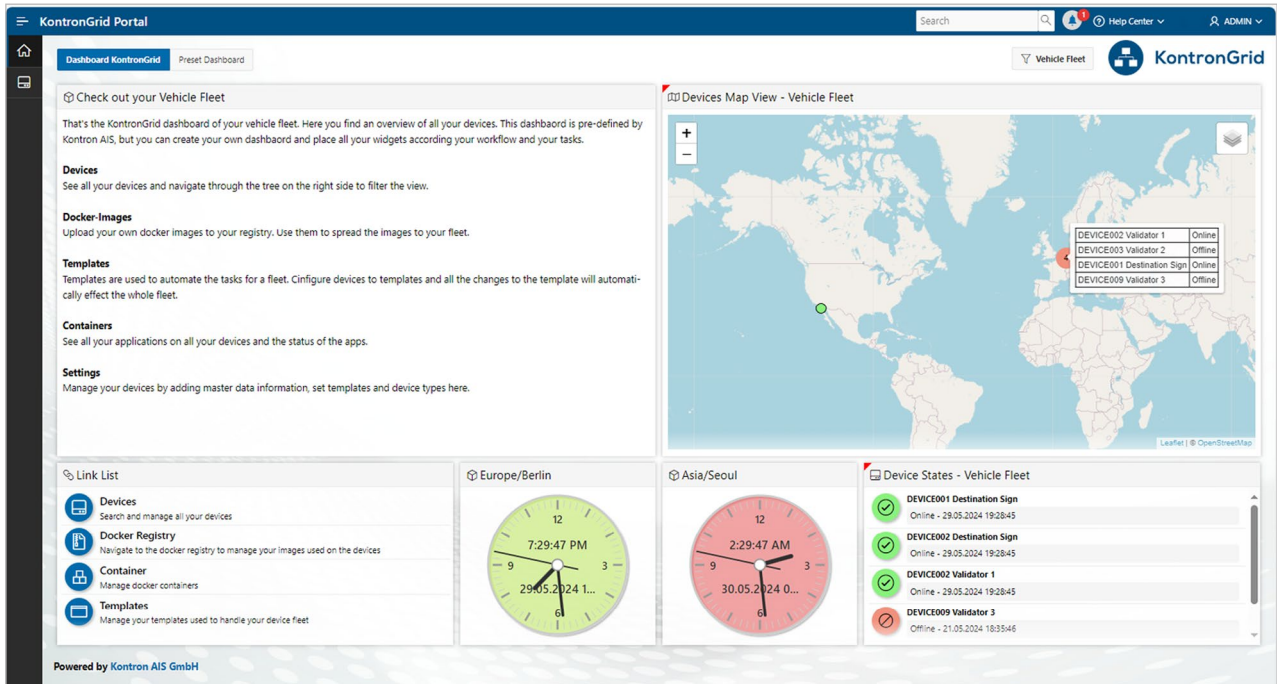 KontronGrid Portal
Search
1
Help Center
ADMIN
Dashboard KontronGrid
Preset Dashboard
Vehicle Fleet
KontronGrid
Check out your Vehicle Fleet
That's the KontronGrid dashboard of your vehicle fleet. Here you find an overview of all your devices. This dashbaord is pre-defined by
Kontron AIS, but you can create your own dashbaord and place all your widgets according your workflow and your tasks.
Devices
See all your devices and navigate through the tree on the right side to filter the view.
Docker-Images
Upload your own docker images to your registry. Use them to spread the images to your fleet.
Templates
Templates are used to automate the tasks for a fleet. Cinfigure devices to templates and all the changes to the template will automati-
cally effect the whole fleet.
Containers
See all your applications on all your devices and the status of the apps.
Settings
Manage your devices by adding master data information, set templates and device types here.
Devices Map View - Vehicle Fleet
+
−
4
DEVICE002 Validator 1 Online
DEVICE003 Validator 2 Offline
DEVICE001 Destination Sign Online
DEVICE009 Validator 3 Offline
Leaflet | © OpenStreetMap
Link List
Devices
Search and manage all your devices
Docker Registry
Navigate to the docker registry to manage your images used on the devices
Container
Manage docker containers
Templates
Manage your templates used to handle your device fleet
Europe/Berlin
12
7:29:47 PM
9 3
29.05.2024 1...
6
Asia/Seoul
12
2:29:47 AM
9 3
30.05.2024 0...
6
Device States - Vehicle Fleet
DEVICE001 Destination Sign
Online - 29.05.2024 19:28:45
DEVICE002 Destination Sign
Online - 29.05.2024 19:28:45
DEVICE002 Validator 1
Online - 29.05.2024 19:28:45
DEVICE009 Validator 3
Offline - 21.05.2024 18:35:46
Powered by Kontron AIS GmbH